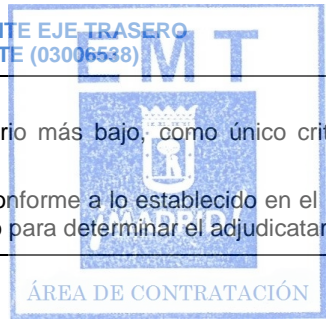 TE EJE TRASERO
TE (03006538)
EMT
rio más bajo, como único crit
¡MADRID!
onforme a lo establecido en el
o para determinar el adjudicatar
ÁREA DE CONTRATACIÓN